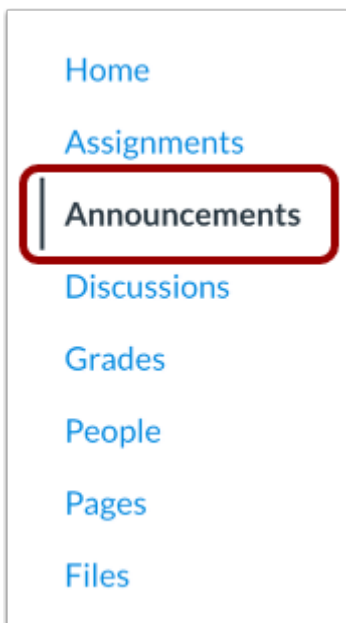 Home
Assignments
Announcements
Discussions
Grades
People
Pages
Files